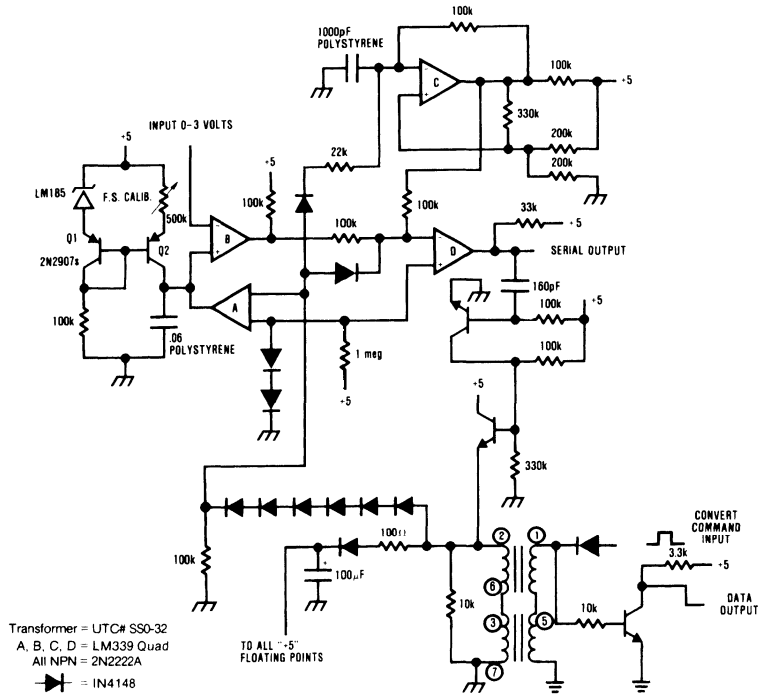 100k
1000pF
POLYSTYRENE
-
C
+
100k
+5
330k
INPUT 0-3 VOLTS
200k
200k
+5
22k
+5
LM185
F.S. CALIB.
500k
100k
100k
33k
+5
Q1
Q2
-
B
+
100k
-
D
+
SERIAL OUTPUT
2N2907s
A
160pF
+5
100k
100k
.06
POLYSTYRENE
1 meg
100k
+5
+5
330k
CONVERT
COMMAND
INPUT
2
1
100Ω
3.3k
+5
100k
+
100µF
6
10k
DATA
OUTPUT
3
5
10k
TO ALL "+5"
FLOATING POINTS
7
Transformer = UTC# SS0-32
A, B, C, D = LM339 Quad
All NPN = 2N2222A
= IN4148